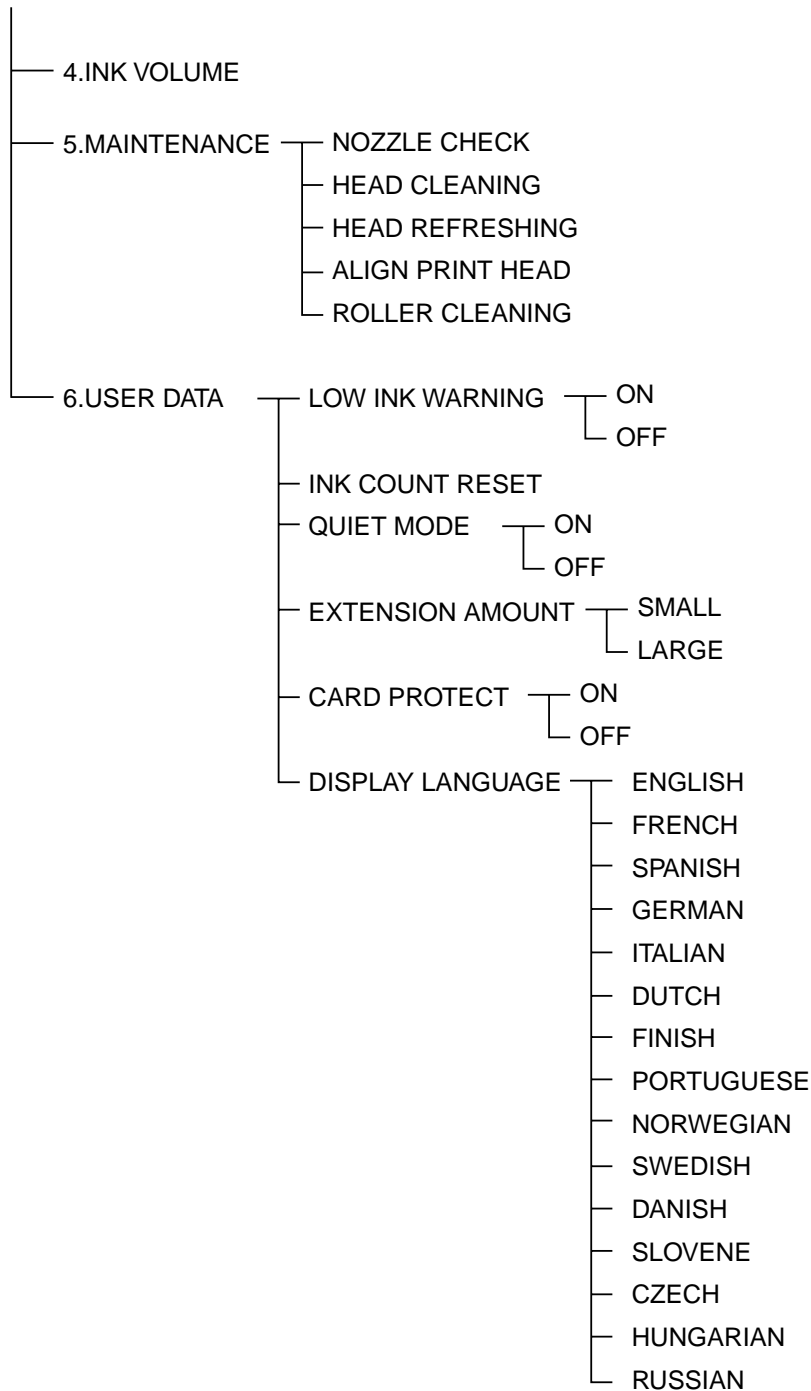 4.INK VOLUME
5.MAINTENANCE NOZZLE CHECK
HEAD CLEANING
HEAD REFRESHING
ALIGN PRINT HEAD
ROLLER CLEANING
6.USER DATA LOW INK WARNING ON
OFF
INK COUNT RESET
QUIET MODE ON
OFF
EXTENSION AMOUNT SMALL
LARGE
CARD PROTECT ON
OFF
DISPLAY LANGUAGE ENGLISH
FRENCH
SPANISH
GERMAN
ITALIAN
DUTCH
FINISH
PORTUGUESE
NORWEGIAN
SWEDISH
DANISH
SLOVENE
CZECH
HUNGARIAN
RUSSIAN